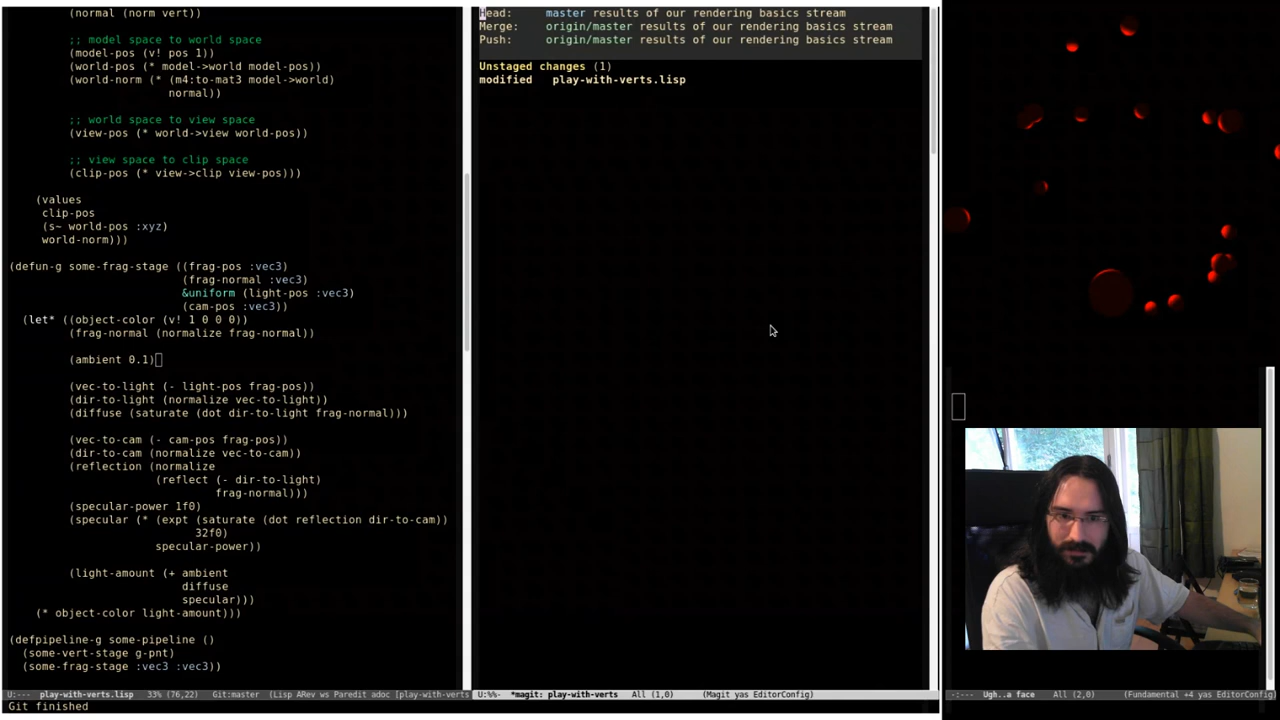 (normal (norm vert))
;; model space to world space
(model-pos (v! pos 1))
(world-pos (* model->world model-pos))
(world-norm (* (m4:to-mat3 model->world)
normal))
;; world space to view space
(view-pos (* world->view world-pos))
;; view space to clip space
(clip-pos (* view->clip view-pos)))
(values
clip-pos
(s~ world-pos :xyz)
world-norm)))
(defun-g some-frag-stage ((frag-pos :vec3)
(frag-normal :vec3)
&uniform (light-pos :vec3)
(cam-pos :vec3))
(let* ((object-color (v! 1 0 0 0))
(frag-normal (normalize frag-normal))
(ambient 0.1)
(vec-to-light (- light-pos frag-pos))
(dir-to-light (normalize vec-to-light))
(diffuse (saturate (dot dir-to-light frag-normal)))
(vec-to-cam (- cam-pos frag-pos))
(dir-to-cam (normalize vec-to-cam))
(reflection (normalize
(reflect (- dir-to-light)
frag-normal)))
(specular-power 1f0)
(specular (* (expt (saturate (dot reflection dir-to-cam))
32f0)
specular-power))
(light-amount (+ ambient
diffuse
specular)))
(* object-color light-amount)))
(defpipeline-g some-pipeline ()
(some-vert-stage g-pnt)
(some-frag-stage :vec3 :vec3))
U:--- play-with-verts.lisp 33% (76,22) Git:master (Lisp ARev ws Paredit adoc [play-with-verts
Git finished
Head: master results of our rendering basics stream
Merge: origin/master results of our rendering basics stream
Push: origin/master results of our rendering basics stream
Unstaged changes (1)
modified play-with-verts.lisp
U:%%- *magit: play-with-verts All (1,0) (Magit yas EditorConfig)
-:--- Ugh..a face All (2,0) (Fundamental +4 yas EditorConfig)